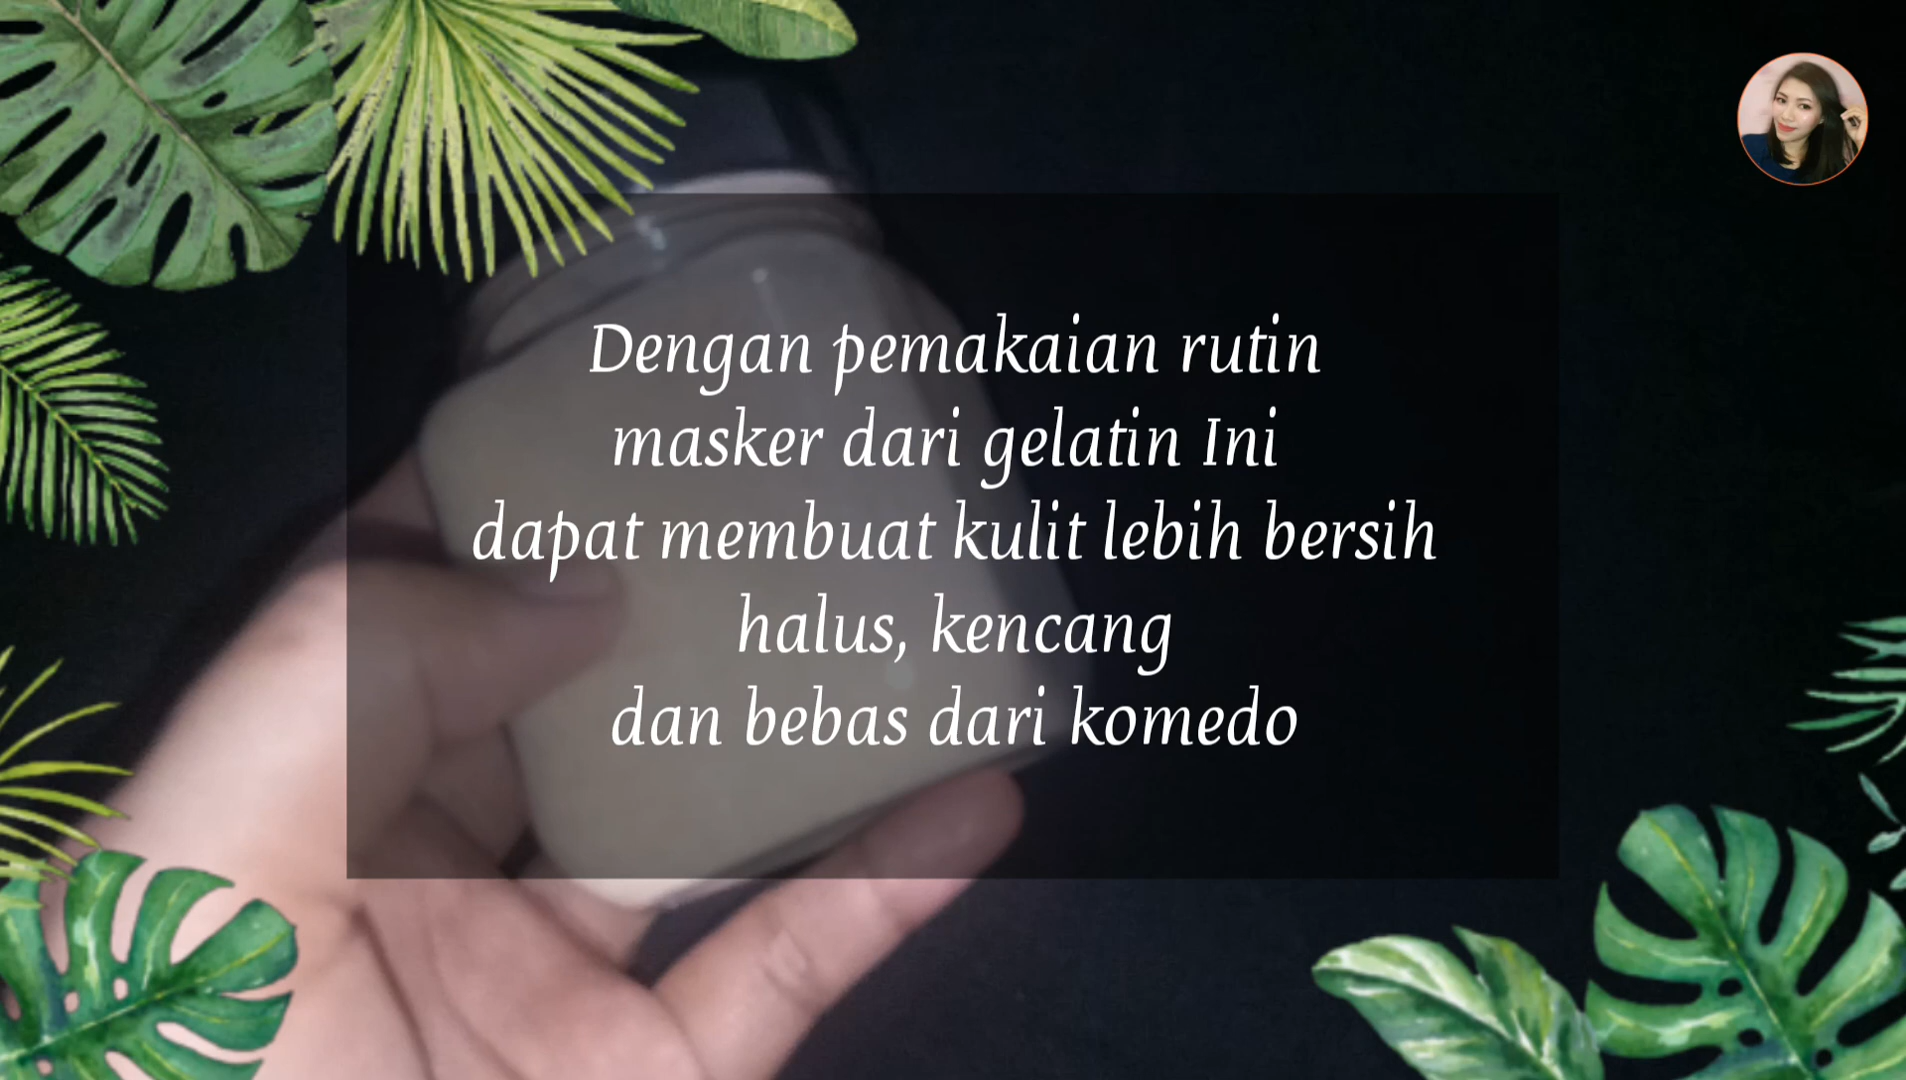 Dengan pemakaian rutin
masker dari gelatin Ini
dapat membuat kulit lebih bersih
halus, kencang
dan bebas dari komedo